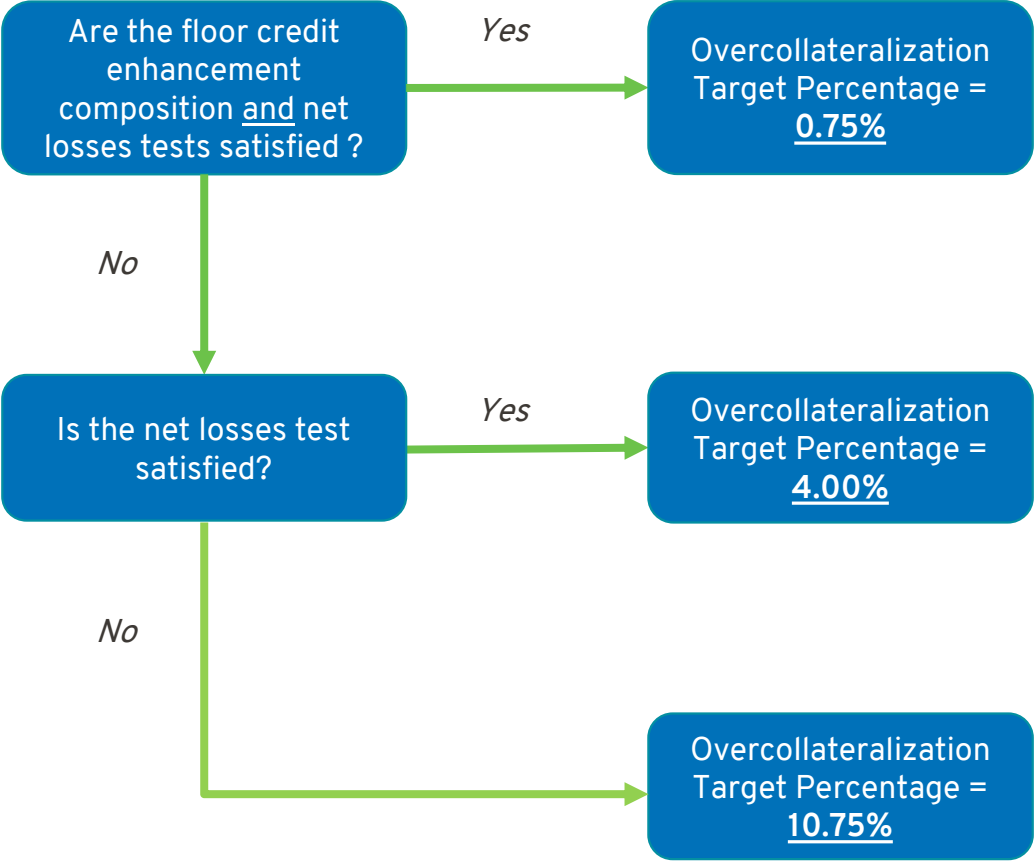 Are the floor credit
enhancement
composition and net
losses tests satisfied ?
Yes
Overcollateralization
Target Percentage =
0.75%
No
Is the net losses test
satisfied?
Yes
Overcollateralization
Target Percentage =
4.00%
No
Overcollateralization
Target Percentage =
10.75%